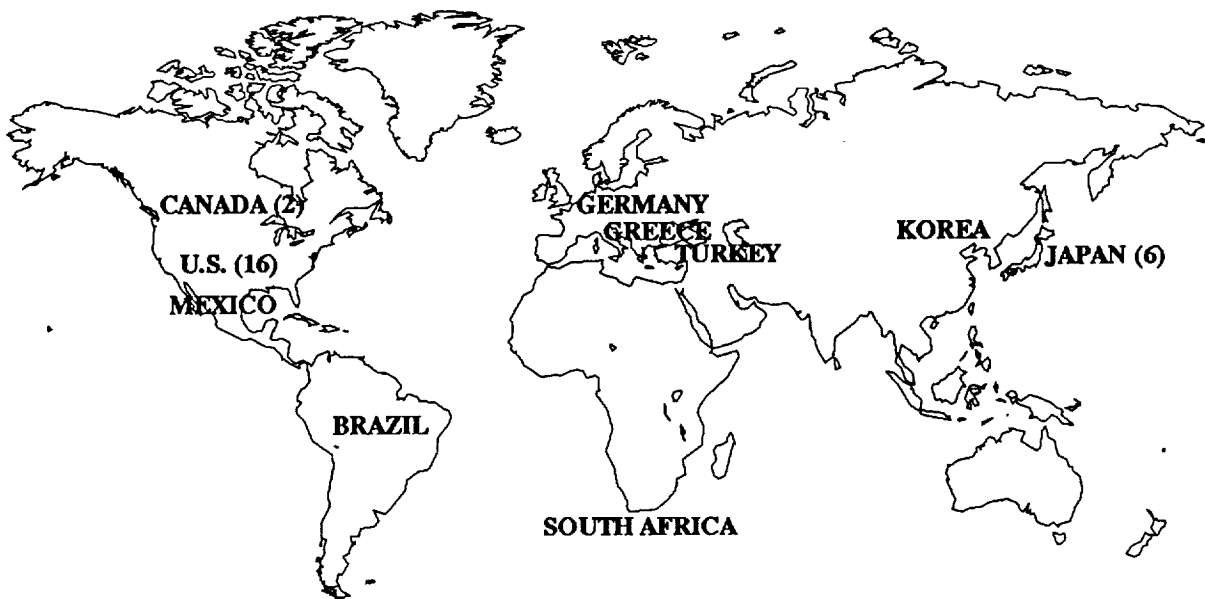 CANADA (2)
GERMANY
GREECE
KOREA
U.S. (16)
TURKEY
JAPAN (6)
MEXICO
BRAZIL
SOUTH AFRICA